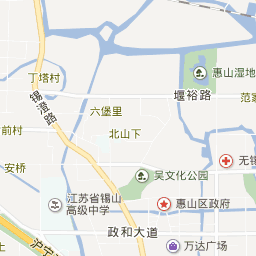 惠山湿地
丁塔村
堰裕路
范家
锡澄路
六堡里
前村
北山下
安桥
无锡
吴文化公园
江苏省锡山
高级中学
惠山区政府
政和大道
沪宁
万达广场